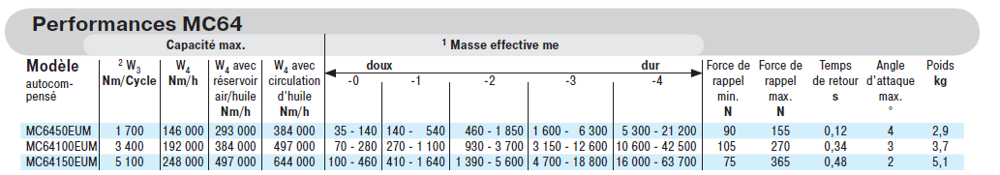 Performances MC64
Capacité max. ¹ Masse effective me
Modèle ² W₃ W₄ W₄ avec W₄ avec doux dur Force de Force de Temps Angle Poids
autocom- Nm/Cycle Nm/h réservoir circulation -0 -1 -2 -3 -4 rappel rappel de retour d'attaque kg
pensé air/huile d'huile min. max. s max.
Nm/h Nm/h N N °
MC6450EUM 1 700 146 000 293 000 384 000 35 - 140 140 - 540 460 - 1 850 1 600 - 6 300 5 300 - 21 200 90 155 0,12 4 2,9
MC64100EUM 3 400 192 000 384 000 497 000 70 - 280 270 - 1 100 930 - 3 700 3 150 - 12 600 10 600 - 42 500 105 270 0,34 3 3,7
MC64150EUM 5 100 248 000 497 000 644 000 100 - 460 410 - 1 640 1 390 - 5 600 4 700 - 18 800 16 000 - 63 700 75 365 0,48 2 5,1